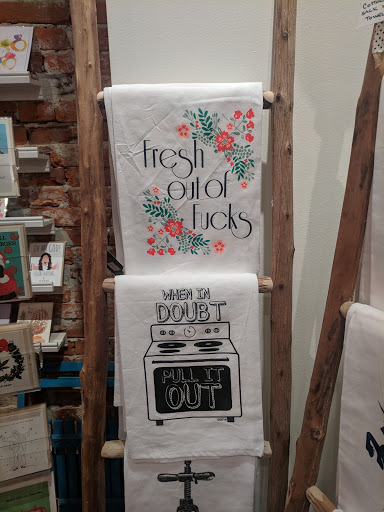 Fresh
out of
Fucks
WHEN IN
DOUBT
PULL IT
OUT